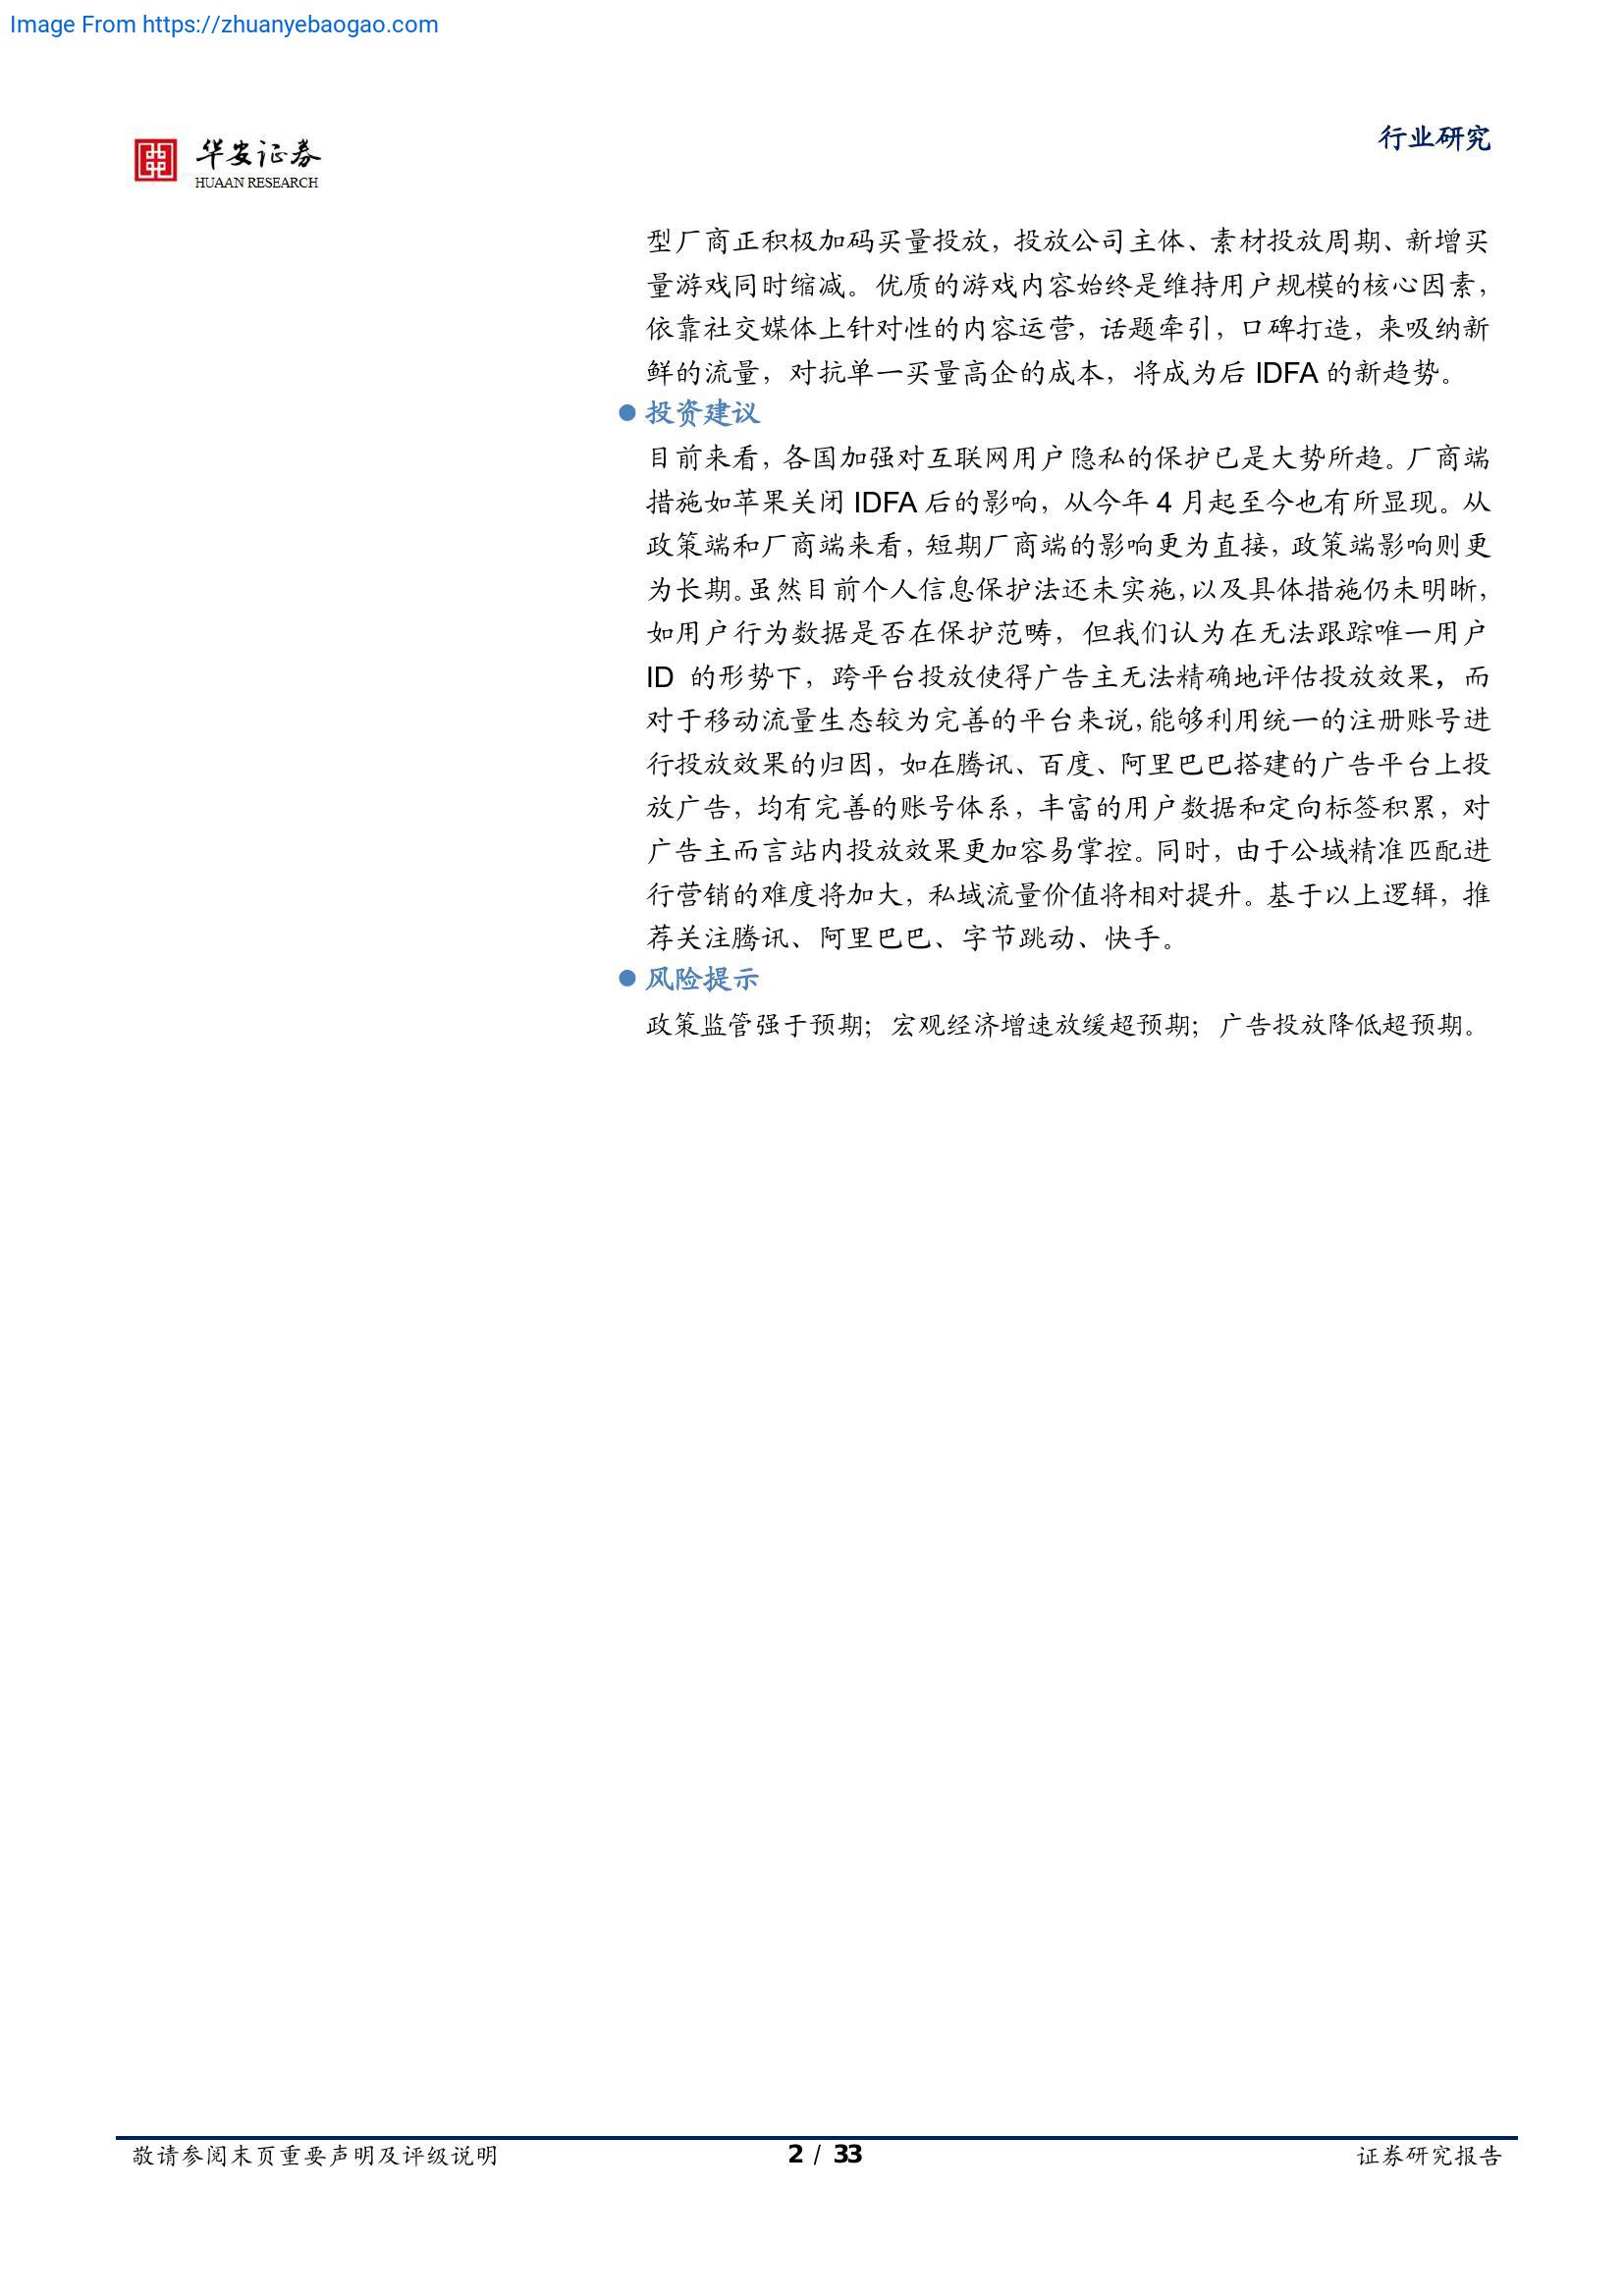 Image From https://zhuanyebaogao.com
华安证券
HUAAN RESEARCH
行业研究
型厂商正积极加码买量投放，投放公司主体、素材投放周期、新增买
量游戏同时缩减。优质的游戏内容始终是维持用户规模的核心因素，
依靠社交媒体上针对性的内容运营，话题牵引，口碑打造，来吸纳新
鲜的流量，对抗单一买量高企的成本，将成为后 IDFA 的新趋势。
投资建议
目前来看，各国加强对互联网用户隐私的保护已是大势所趋。厂商端
措施如苹果关闭 IDFA 后的影响，从今年 4 月起至今也有所显现。从
政策端和厂商端来看，短期厂商端的影响更为直接，政策端影响则更
为长期。虽然目前个人信息保护法还未实施，以及具体措施仍未明晰，
如用户行为数据是否在保护范畴，但我们认为在无法跟踪唯一用户
ID 的形势下，跨平台投放使得广告主无法精确地评估投放效果，而
对于移动流量生态较为完善的平台来说，能够利用统一的注册账号进
行投放效果的归因，如在腾讯、百度、阿里巴巴搭建的广告平台上投
放广告，均有完善的账号体系，丰富的用户数据和定向标签积累，对
广告主而言站内投放效果更加容易掌控。同时，由于公域精准匹配进
行营销的难度将加大，私域流量价值将相对提升。基于以上逻辑，推
荐关注腾讯、阿里巴巴、字节跳动、快手。
风险提示
政策监管强于预期；宏观经济增速放缓超预期；广告投放降低超预期。
敬请参阅末页重要声明及评级说明
2 / 33
证券研究报告